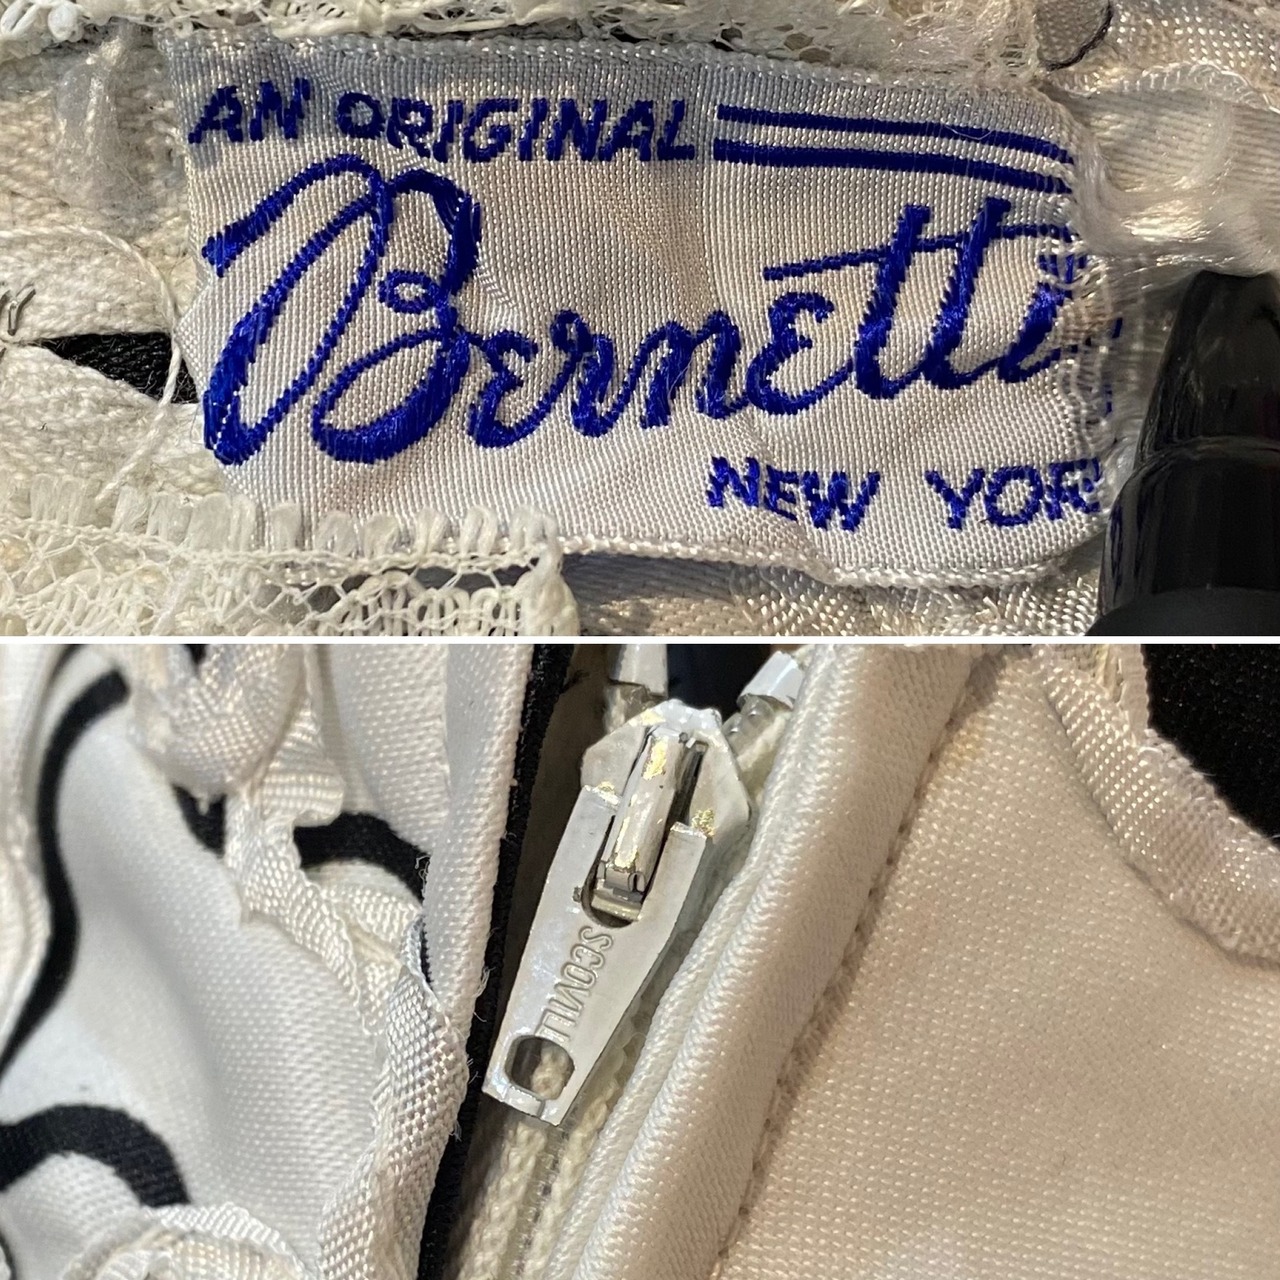 AN ORIGINAL
Bernetti
NEW YOR
SCOVILL